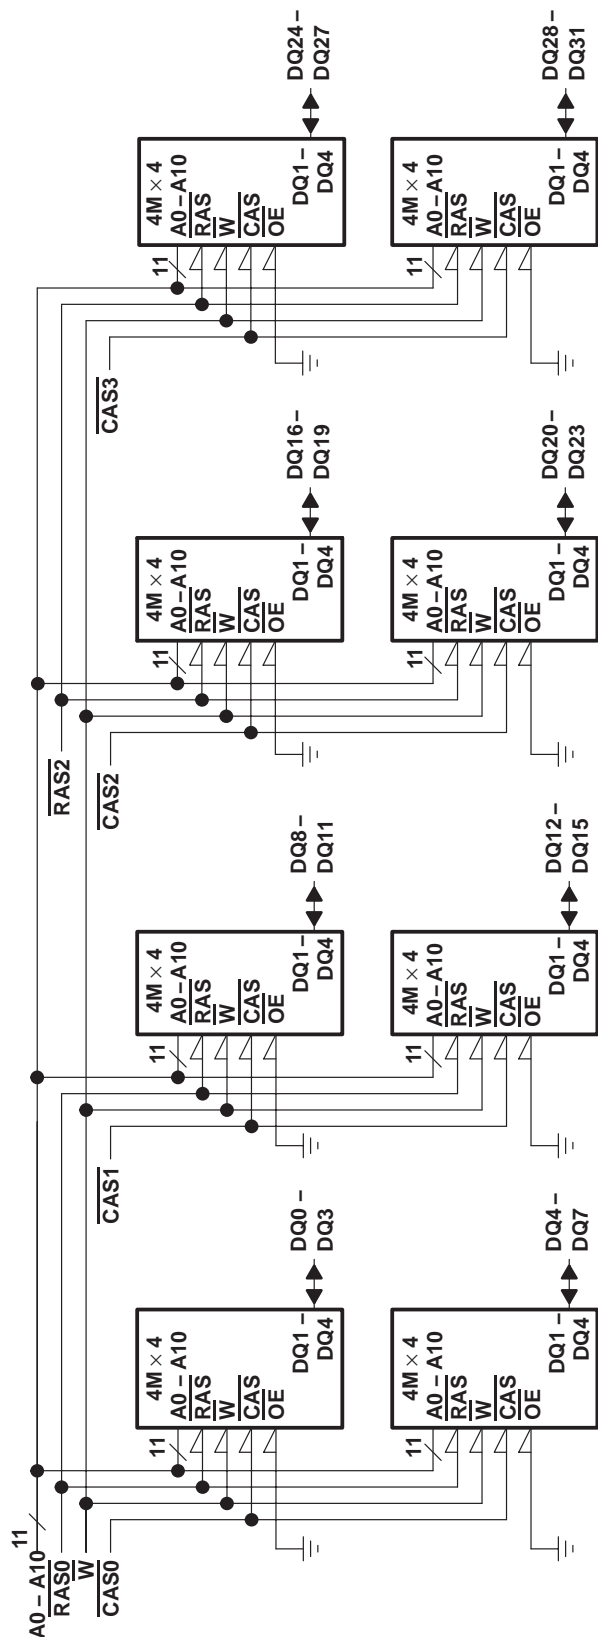 A0 – A10
11
RAS0
W
CAS0
11
4M × 4
A0 – A10
RAS
W
CAS
OE
DQ1 –
DQ4
DQ0 –
DQ3
11
4M × 4
A0 – A10
RAS
W
CAS
OE
DQ1 –
DQ4
DQ4 –
DQ7
CAS1
11
4M × 4
A0 – A10
RAS
W
CAS
OE
DQ1 –
DQ4
DQ8 –
DQ11
11
4M × 4
A0 – A10
RAS
W
CAS
OE
DQ1 –
DQ4
DQ12 –
DQ15
RAS2
CAS2
11
4M × 4
A0 – A10
RAS
W
CAS
OE
DQ1 –
DQ4
DQ16 –
DQ19
11
4M × 4
A0 – A10
RAS
W
CAS
OE
DQ1 –
DQ4
DQ20 –
DQ23
CAS3
11
4M × 4
A0 – A10
RAS
W
CAS
OE
DQ1 –
DQ4
DQ24 –
DQ27
11
4M × 4
A0 – A10
RAS
W
CAS
OE
DQ1 –
DQ4
DQ28 –
DQ31